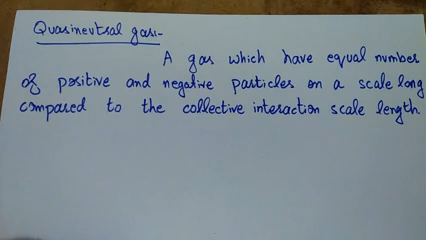 Quasineutral gas:-
A gas which have equal number
of positive and negative particles on a scale long
compared to the collective interaction scale length.